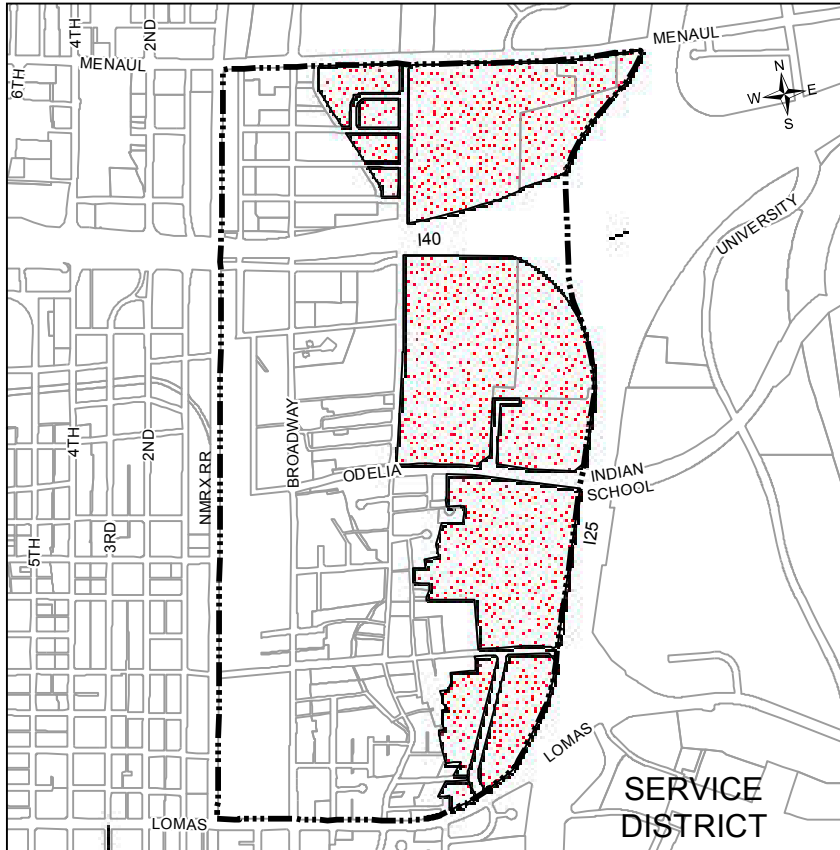 4TH
2ND
MENAUL
6TH
MENAUL
N
W E
S
UNIVERSITY
I40
4TH
2ND
BROADWAY
NMRX RR
ODELIA
INDIAN
SCHOOL
I25
5TH
3RD
LOMAS
LOMAS
SERVICE
DISTRICT